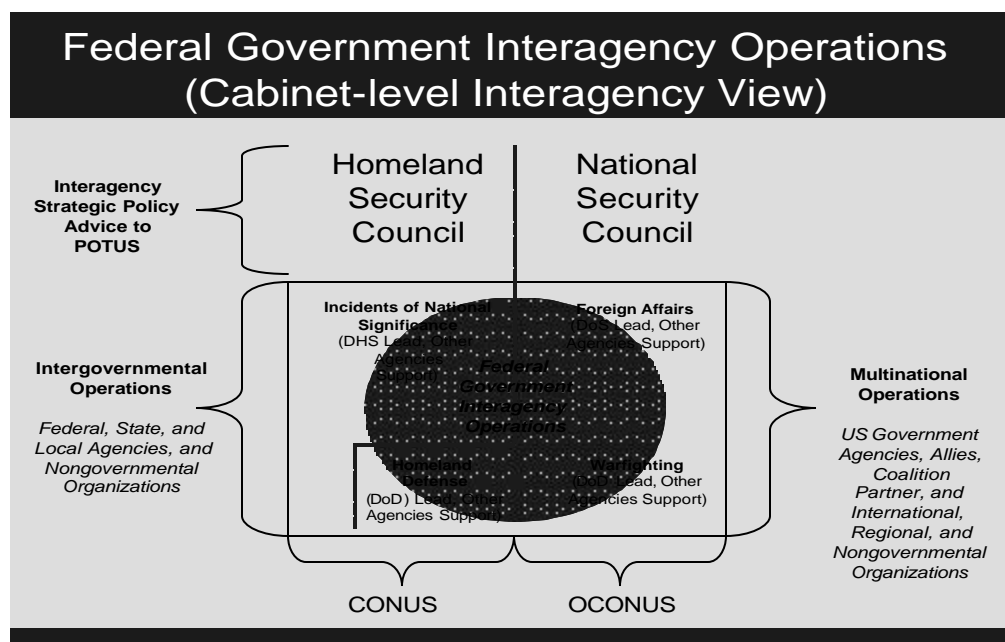 Federal Government Interagency Operations
(Cabinet-level Interagency View)
Interagency
Strategic Policy
Advice to
POTUS
Homeland
Security
Council
National
Security
Council
Incidents of National
Significance
(DHS Lead, Other
Agencies
Support)
Foreign Affairs
(DoS Lead, Other
Agencies Support)
Federal
Government
Interagency
Operations
Intergovernmental
Operations
Federal, State, and
Local Agencies, and
Nongovernmental
Organizations
Multinational
Operations
US Government
Agencies, Allies,
Coalition
Partner, and
International,
Regional, and
Nongovernmental
Organizations
Homeland
Defense
(DoD) Lead, Other
Agencies Support)
Warfighting
(DoD Lead, Other
Agencies Support)
CONUS
OCONUS